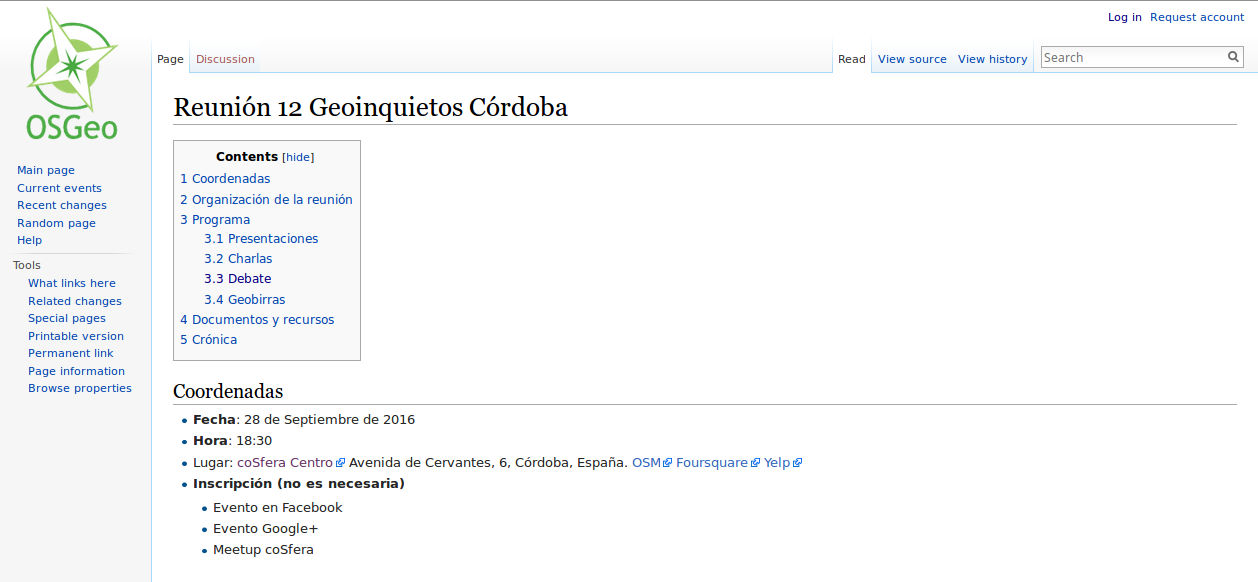 Log in Request account
OSGeo
Page Discussion
Read View source View history Search
Reunión 12 Geoinquietos Córdoba
Main page
Current events
Recent changes
Random page
Help
Tools
What links here
Related changes
Special pages
Printable version
Permanent link
Page information
Browse properties
Contents [hide]
1 Coordenadas
2 Organización de la reunión
3 Programa
3.1 Presentaciones
3.2 Charlas
3.3 Debate
3.4 Geobirras
4 Documentos y recursos
5 Crónica
Coordenadas
Fecha: 28 de Septiembre de 2016
Hora: 18:30
Lugar: coSfera Centro Avenida de Cervantes, 6, Córdoba, España. OSM Foursquare Yelp
Inscripción (no es necesaria)
Evento en Facebook
Evento Google+
Meetup coSfera